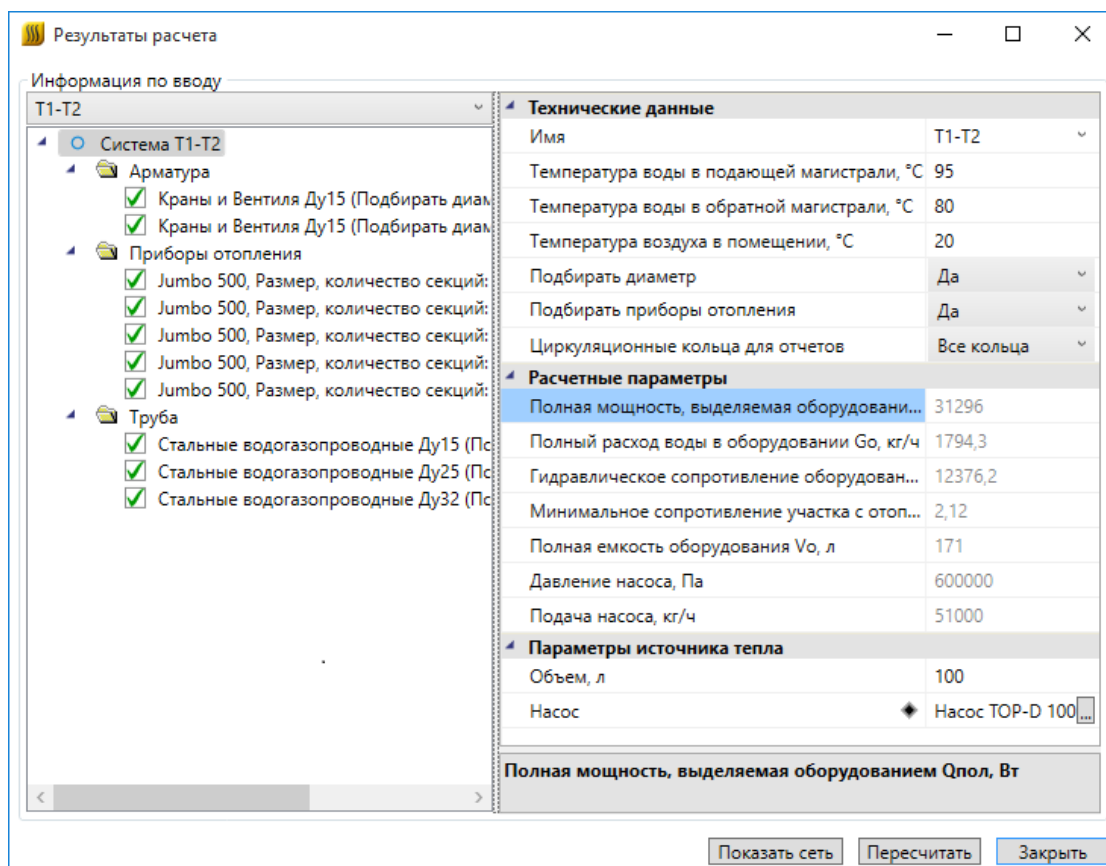 Результаты расчета
Информация по вводу
T1-T2
Система T1-T2
Арматура
Краны и Вентиля Ду15 (Подбирать диам
Краны и Вентиля Ду15 (Подбирать диам
Приборы отопления
Jumbo 500, Размер, количество секций:
Jumbo 500, Размер, количество секций:
Jumbo 500, Размер, количество секций:
Jumbo 500, Размер, количество секций:
Jumbo 500, Размер, количество секций:
Труба
Стальные водогазопроводные Ду15 (Пс
Стальные водогазопроводные Ду25 (Пс
Стальные водогазопроводные Ду32 (Пс
Технические данные
Имя T1-T2
Температура воды в подающей магистрали, °C 95
Температура воды в обратной магистрали, °C 80
Температура воздуха в помещении, °C 20
Подбирать диаметр Да
Подбирать приборы отопления Да
Циркуляционные кольца для отчетов Все кольца
Расчетные параметры
Полная мощность, выделяемая оборудовани... 31296
Полный расход воды в оборудовании Go, кг/ч 1794,3
Гидравлическое сопротивление оборудован... 12376,2
Минимальное сопротивление участка с отоп... 2,12
Полная емкость оборудования Vo, л 171
Давление насоса, Па 600000
Подача насоса, кг/ч 51000
Параметры источника тепла
Объем, л 100
Насос Насос TOP-D 100 ...
Полная мощность, выделяемая оборудованием Qпол, Вт
Показать сеть Пересчитать Закрыть